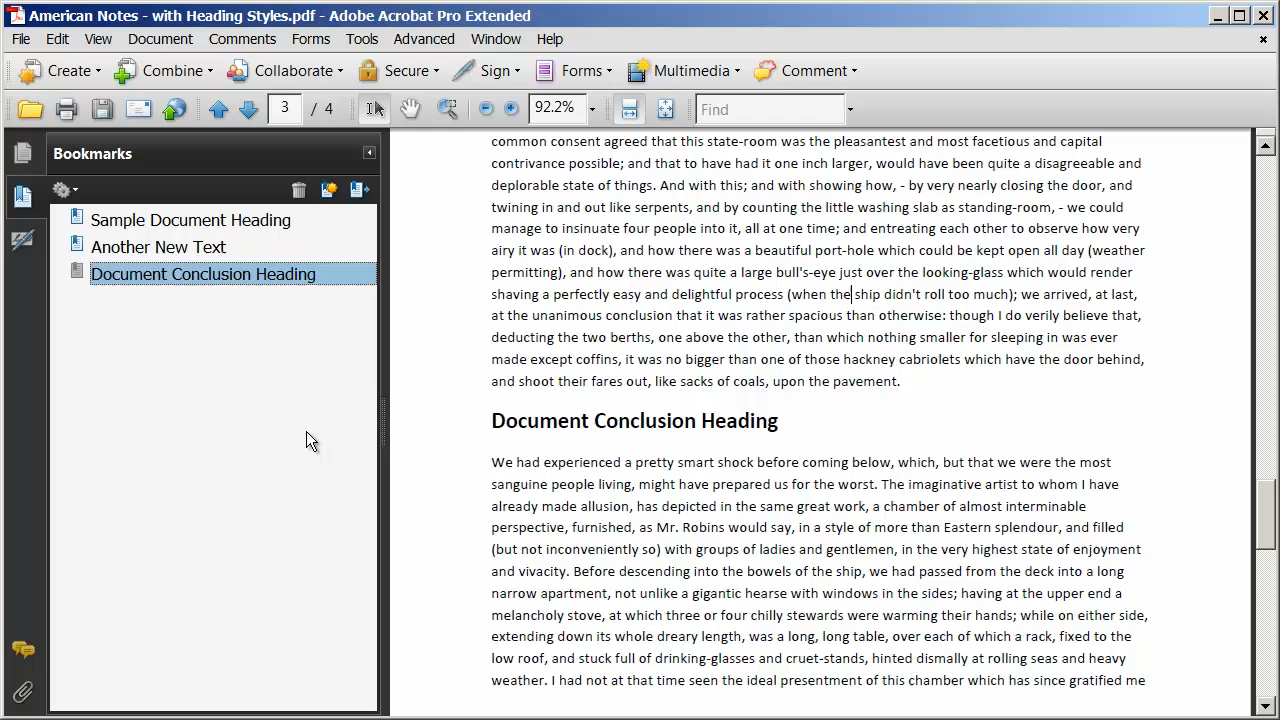 American Notes - with Heading Styles.pdf - Adobe Acrobat Pro Extended
File Edit View Document Comments Forms Tools Advanced Window Help
Create Combine Collaborate Secure Sign Forms Multimedia Comment
3 / 4 92.2% Find
Bookmarks
Sample Document Heading
Another New Text
Document Conclusion Heading
common consent agreed that this state-room was the pleasantest and most facetious and capital
contrivance possible; and that to have had it one inch larger, would have been quite a disagreeable and
deplorable state of things. And with this; and with showing how, - by very nearly closing the door, and
twining in and out like serpents, and by counting the little washing slab as standing-room, - we could
manage to insinuate four people into it, all at one time; and entreating each other to observe how very
airy it was (in dock), and how there was a beautiful port-hole which could be kept open all day (weather
permitting), and how there was quite a large bull's-eye just over the looking-glass which would render
shaving a perfectly easy and delightful process (when the ship didn't roll too much); we arrived, at last,
at the unanimous conclusion that it was rather spacious than otherwise: though I do verily believe that,
deducting the two berths, one above the other, than which nothing smaller for sleeping in was ever
made except coffins, it was no bigger than one of those hackney cabriolets which have the door behind,
and shoot their fares out, like sacks of coals, upon the pavement.
Document Conclusion Heading
We had experienced a pretty smart shock before coming below, which, but that we were the most
sanguine people living, might have prepared us for the worst. The imaginative artist to whom I have
already made allusion, has depicted in the same great work, a chamber of almost interminable
perspective, furnished, as Mr. Robins would say, in a style of more than Eastern splendour, and filled
(but not inconveniently so) with groups of ladies and gentlemen, in the very highest state of enjoyment
and vivacity. Before descending into the bowels of the ship, we had passed from the deck into a long
narrow apartment, not unlike a gigantic hearse with windows in the sides; having at the upper end a
melancholy stove, at which three or four chilly stewards were warming their hands; while on either side,
extending down its whole dreary length, was a long, long table, over each of which a rack, fixed to the
low roof, and stuck full of drinking-glasses and cruet-stands, hinted dismally at rolling seas and heavy
weather. I had not at that time seen the ideal presentment of this chamber which has since gratified me